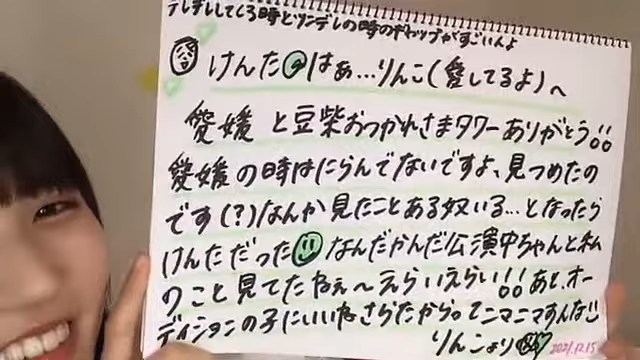 デレデレしてくる時とツンデレの時のギャップがすごいんよ
けんたはぁ…りんこ(愛してるよ)へ
愛媛と豆柴おつかれさまタワーありがとう!!
愛媛の時はにらんでないですよ、見つめたの
です(?)なんか見たことある奴いる…となったら
けんただった なんだかんだ公演中ちゃんと私
のこと見てたねぇ〜えらいえらい!!あと、オー
ディションの子にいいねさらたから。てニマニマすんな
りんこより 2021.12.15